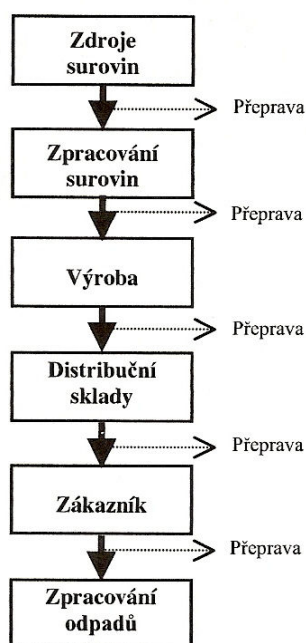 Zdroje
surovin
Přeprava
Zpracování
surovin
Přeprava
Výroba
Přeprava
Distribuční
sklady
Přeprava
Zákazník
Přeprava
Zpracování
odpadů